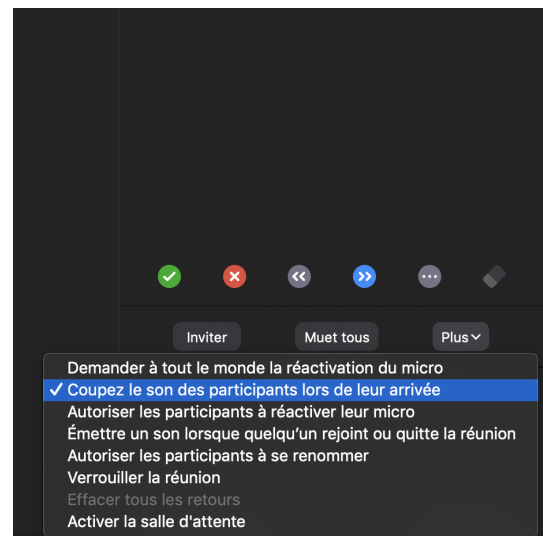 Inviter
Muet tous
Plus
Demander à tout le monde la réactivation du micro
Coupez le son des participants lors de leur arrivée
Autoriser les participants à réactiver leur micro
Émettre un son lorsque quelqu’un rejoint ou quitte la réunion
Autoriser les participants à se renommer
Verrouiller la réunion
Effacer tous les retours
Activer la salle d'attente